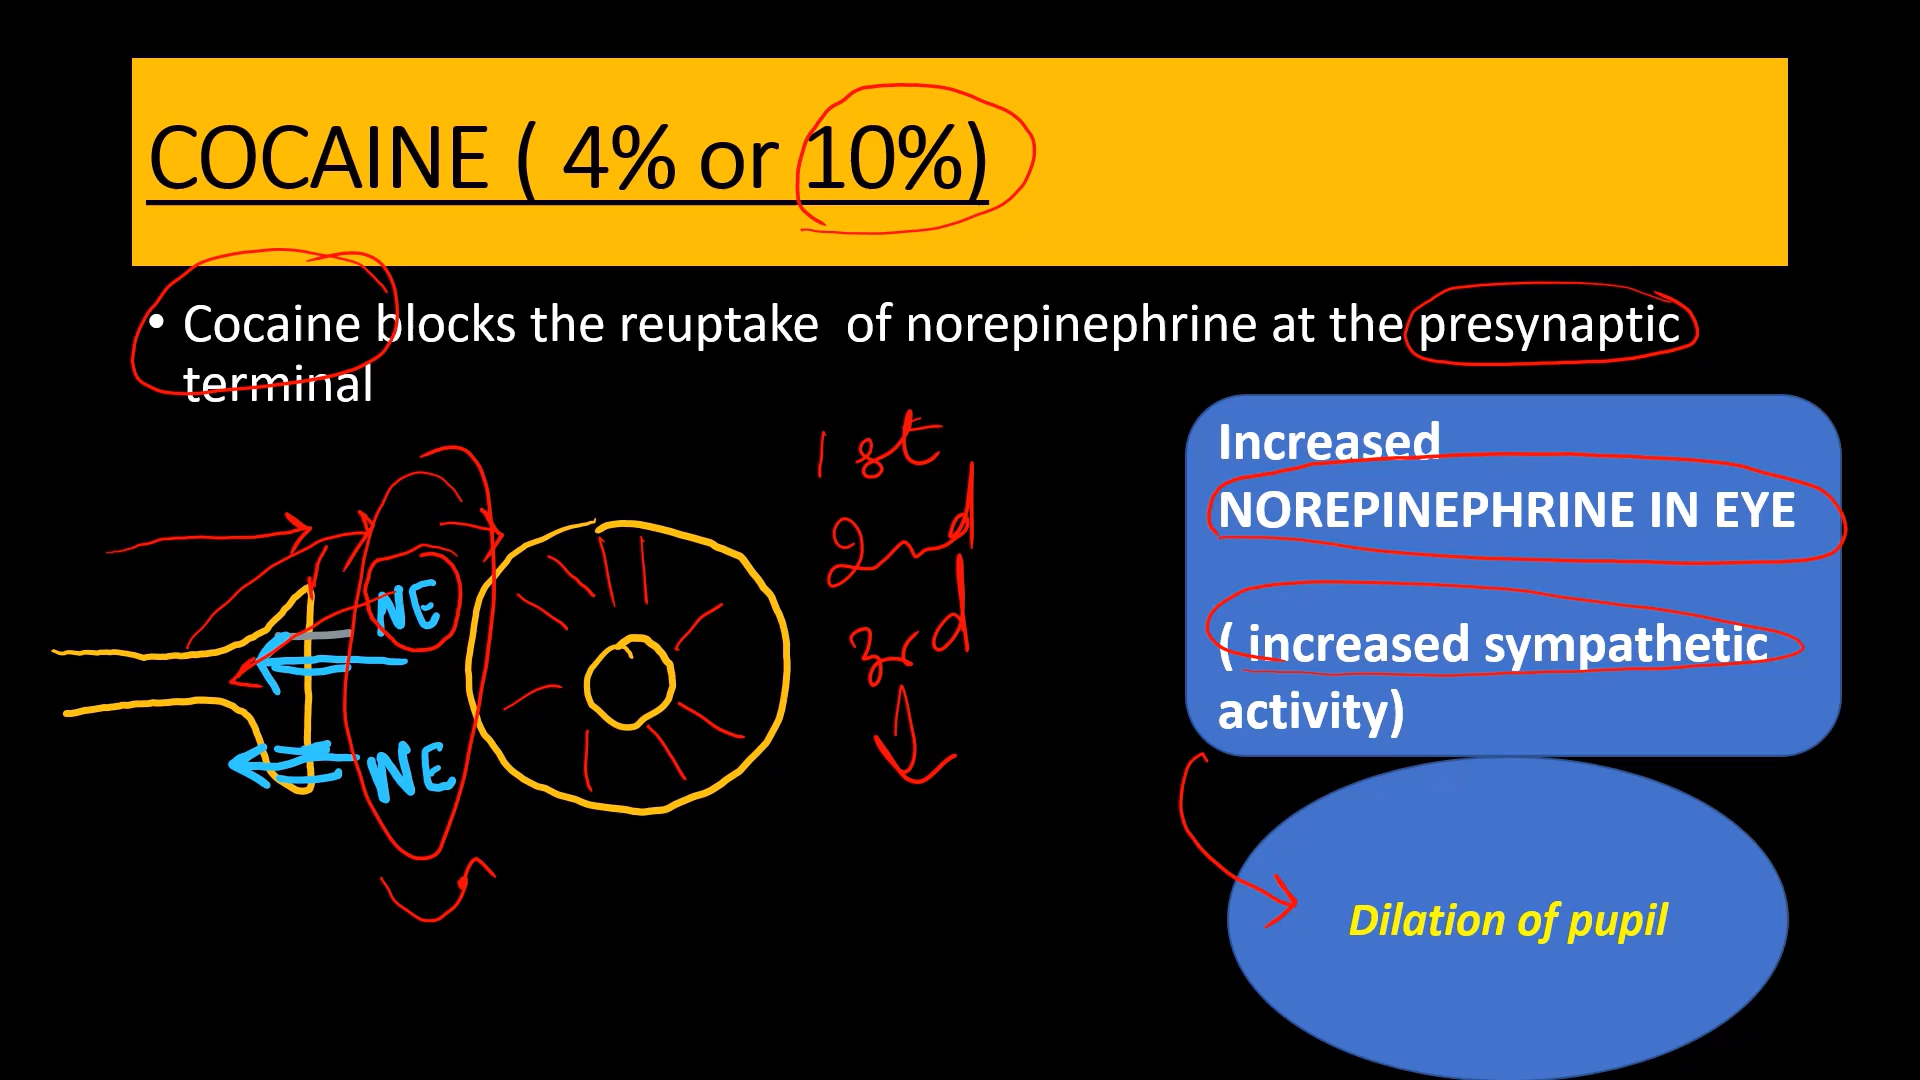 COCAINE ( 4% or 10%)
• Cocaine blocks the reuptake of norepinephrine at the presynaptic
terminal
1st
2nd
3rd
NE
NE
Increased
NOREPINEPHRINE IN EYE
( increased sympathetic
activity)
Dilation of pupil